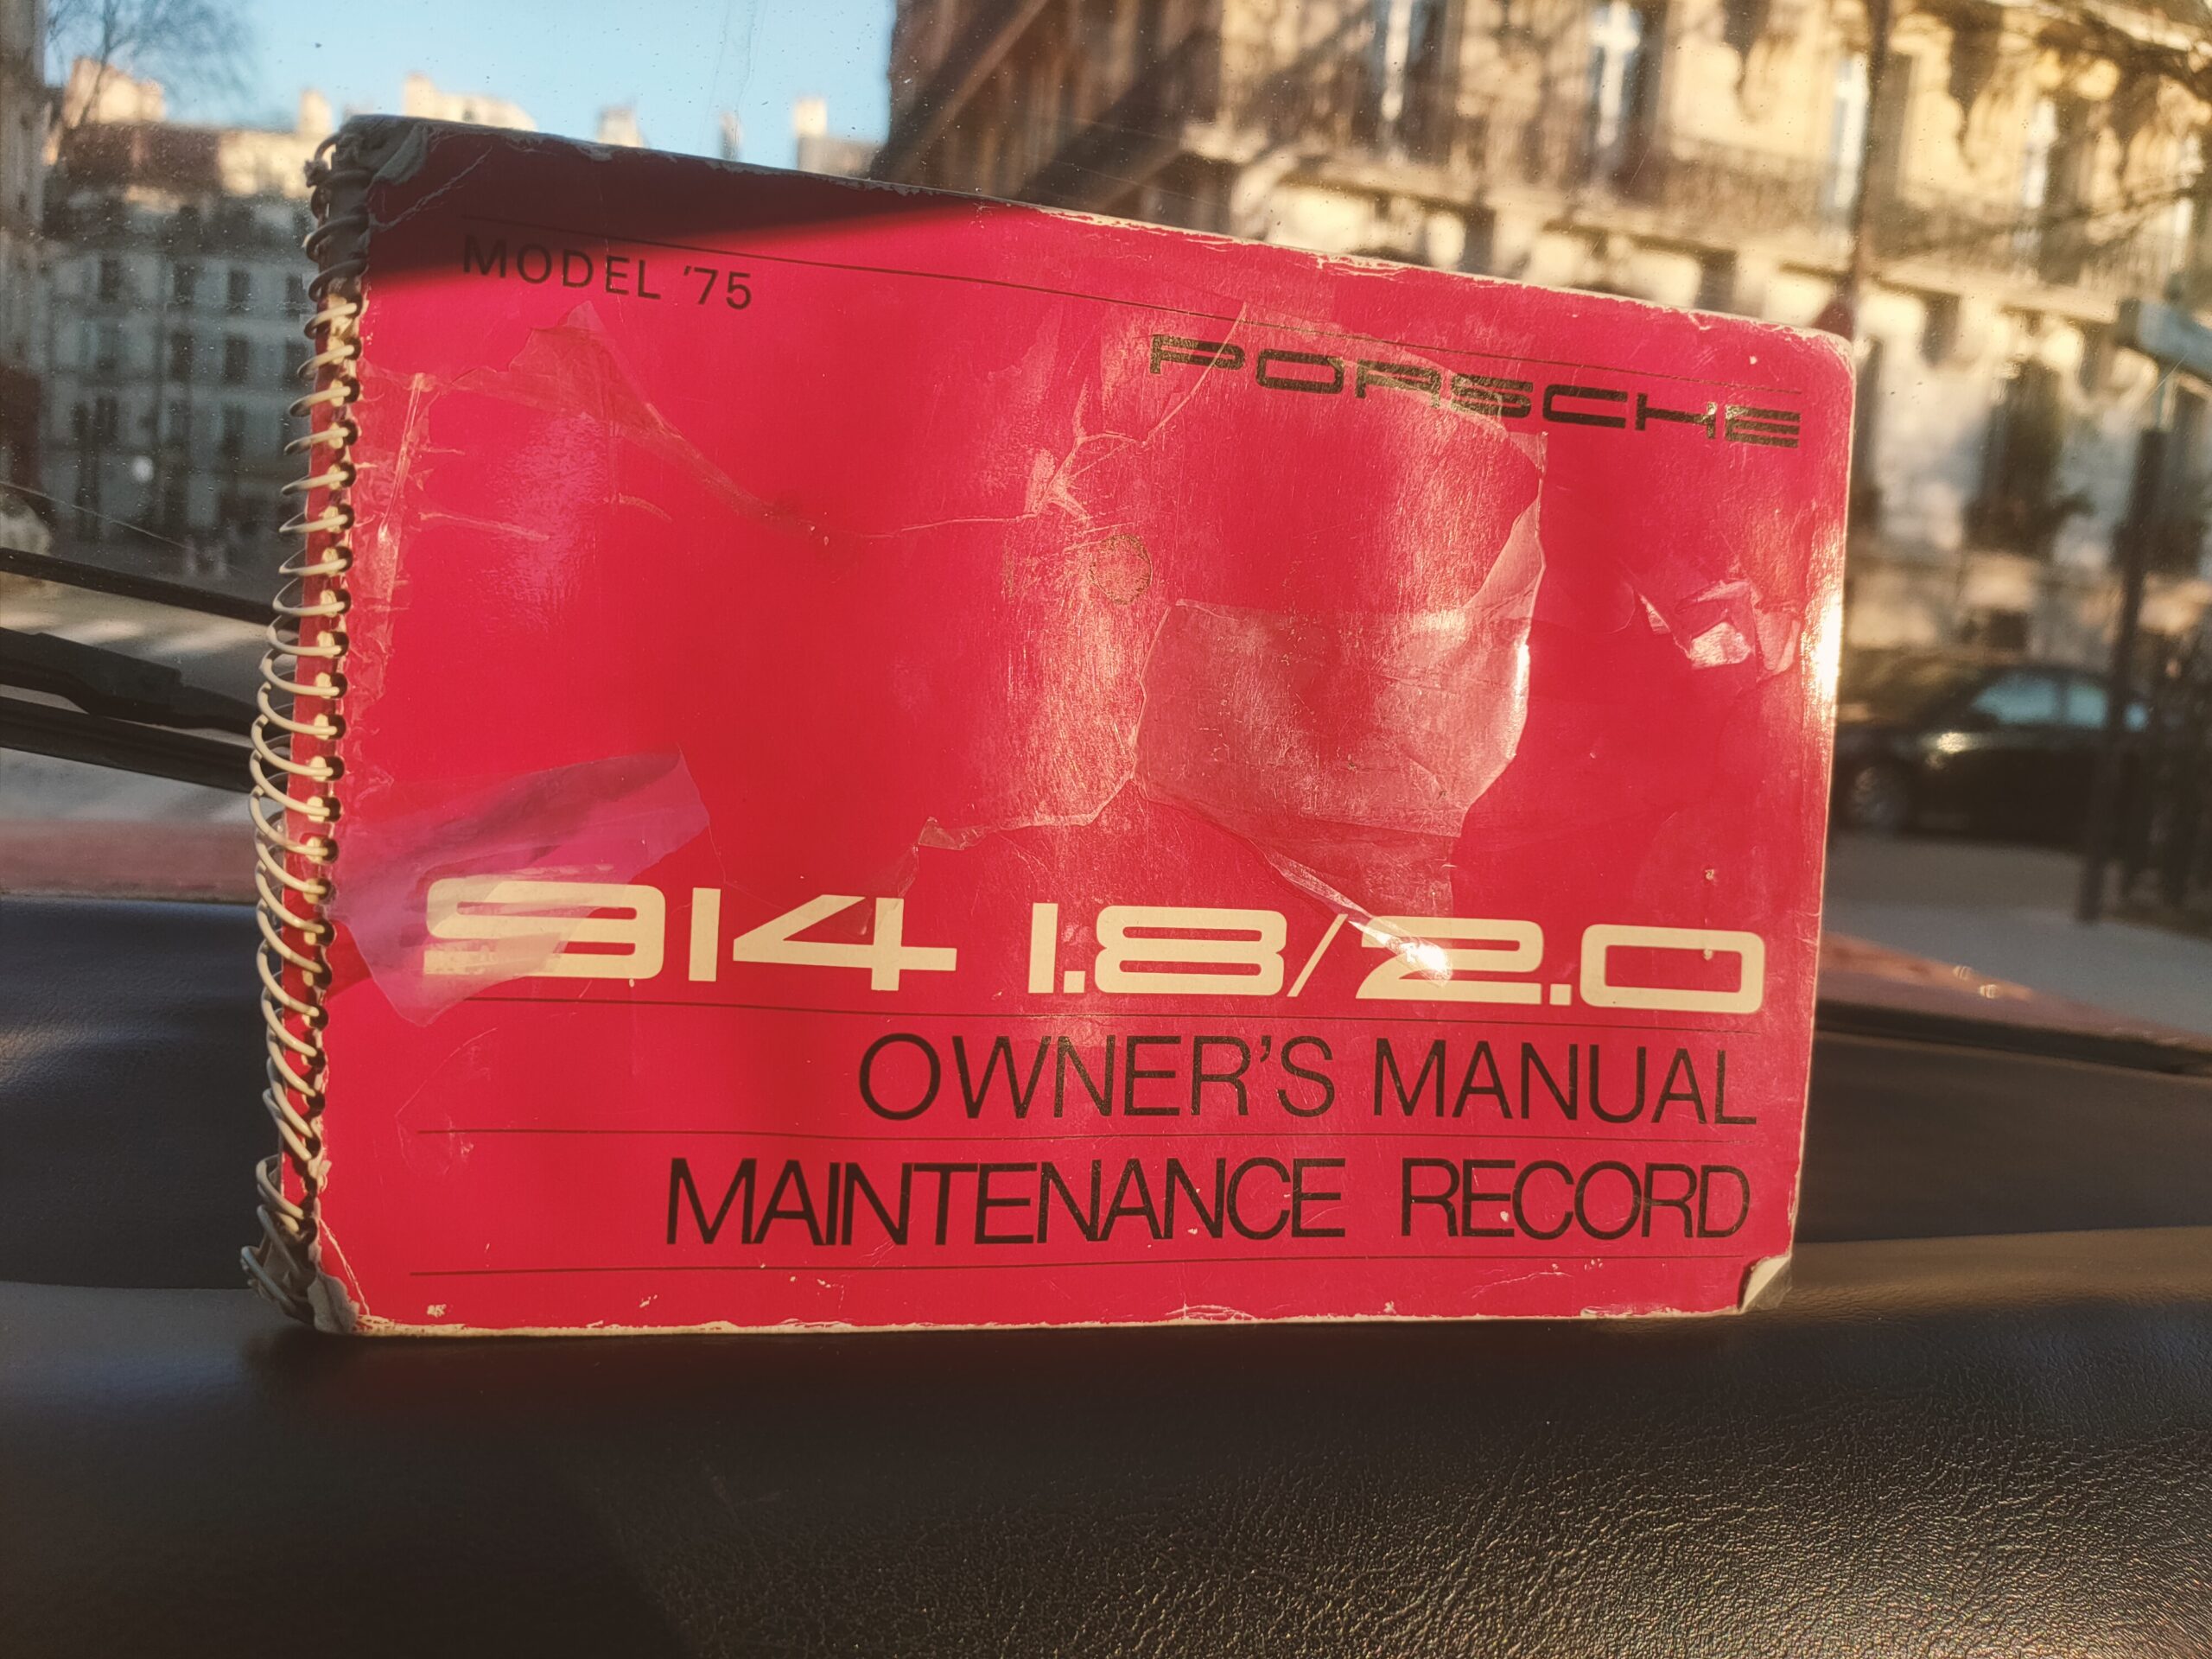 MODEL '75
PORSCHE
914 1.8/2.0
OWNER'S MANUAL
MAINTENANCE RECORD